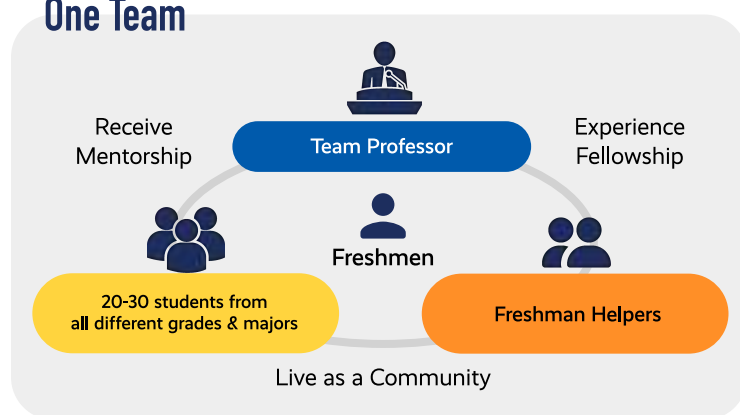 One Team
Receive
Mentorship
Team Professor
Experience
Fellowship
Freshmen
20-30 students from
all different grades & majors
Freshman Helpers
Live as a Community